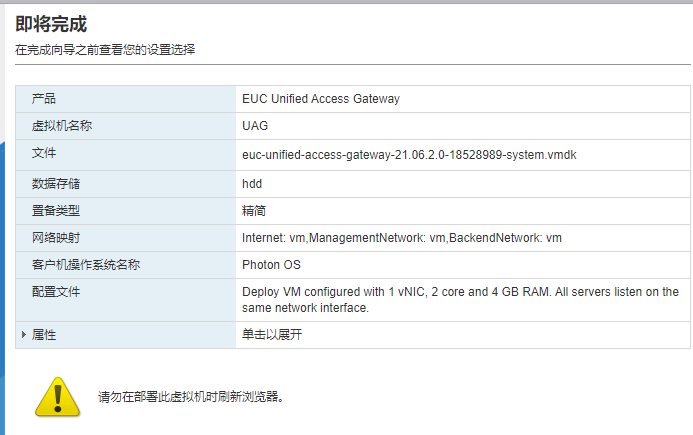 即将完成
在完成向导之前查看您的设置选择
产品 EUC Unified Access Gateway
虚拟机名称 UAG
文件 euc-unified-access-gateway-21.06.2.0-18528989-system.vmdk
数据存储 hdd
置备类型 精简
网络映射 Internet: vm,ManagementNetwork: vm,BackendNetwork: vm
客户机操作系统名称 Photon OS
配置文件 Deploy VM configured with 1 vNIC, 2 core and 4 GB RAM. All servers listen on the
same network interface.
属性 单击以展开
请勿在部署此虚拟机时刷新浏览器。